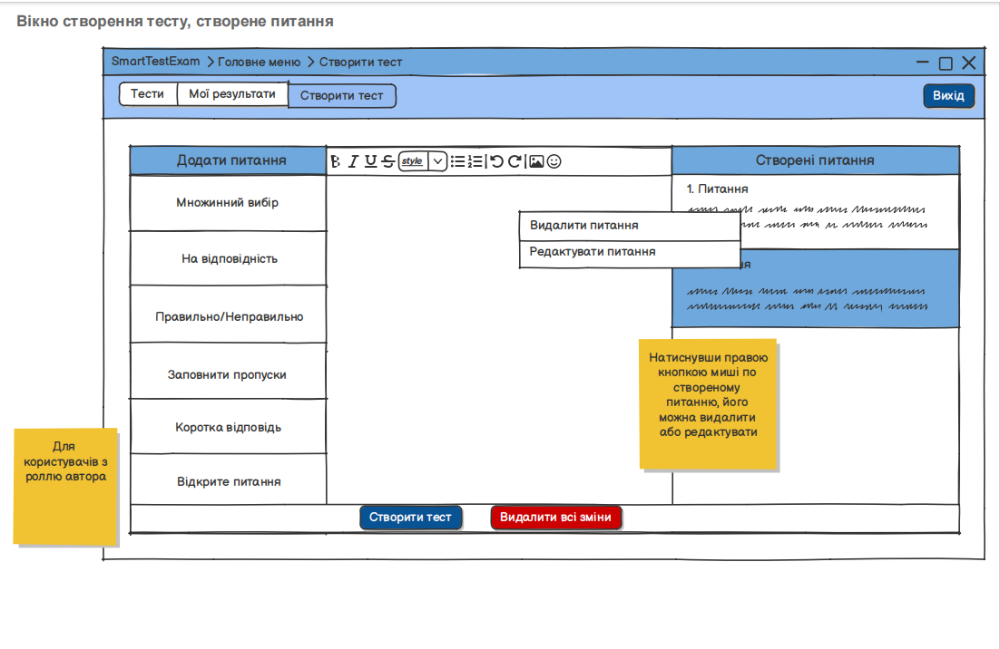 Вікно створення тесту, створене питання
SmartTestExam
Головне меню
Створити тест
Тести
Мої результати
Створити тест
Вихід
Додати питання
B I U S style
Створені питання
Множинний вибір
На відповідність
Правильно/Неправильно
Заповнити пропуски
Коротка відповідь
Відкрите питання
1. Питання
Видалити питання
Редактувати питання
Натиснувши правою
кнопкою миші по
створеному
питанню, його
можна видалити
або редактувати
Для
користувачів з
роллю автора
Створити тест
Видалити всі зміни